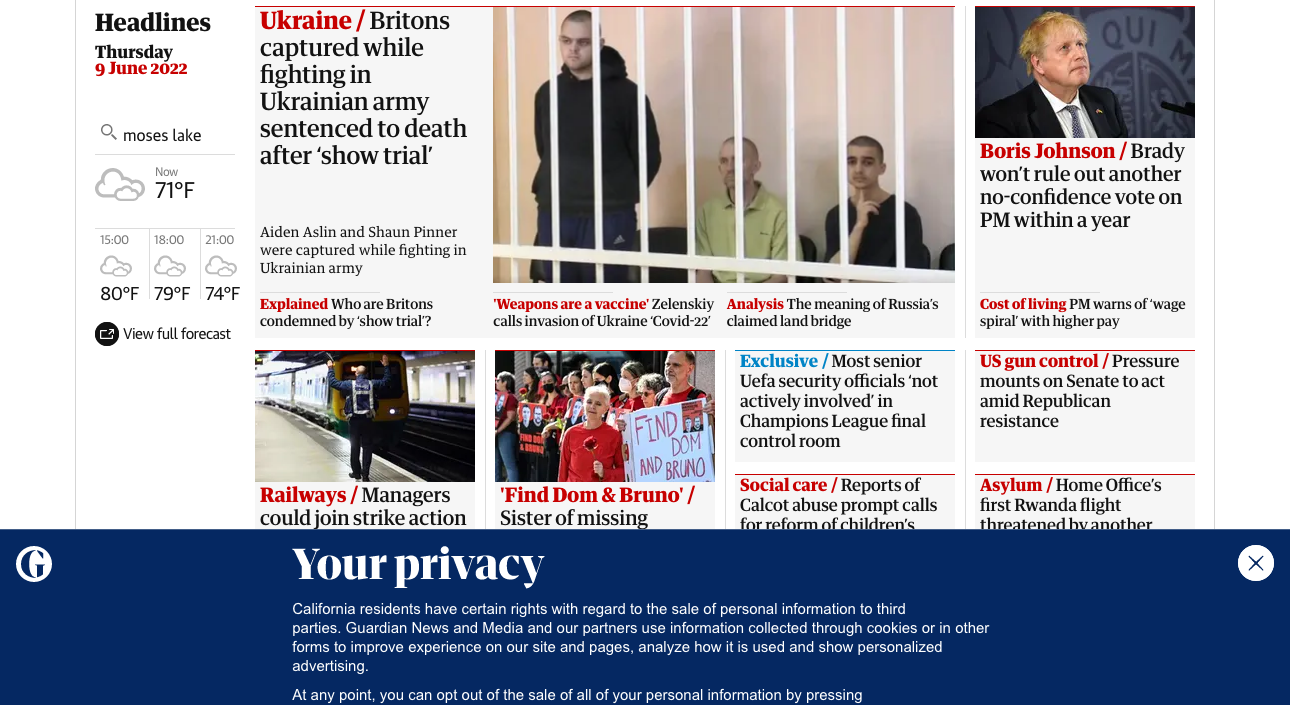 Headlines
Thursday
9 June 2022
moses lake
Now
71°F
15:00
18:00
21:00
80°F
79°F
74°F
View full forecast
Ukraine / Britons
captured while
fighting in
Ukrainian army
sentenced to death
after ‘show trial’
Aiden Aslin and Shaun Pinner
were captured while fighting in
Ukrainian army
Explained Who are Britons
condemned by ‘show trial’?
'Weapons are a vaccine' Zelenskiy
calls invasion of Ukraine ‘Covid-22’
Analysis The meaning of Russia’s
claimed land bridge
QUI
Boris Johnson / Brady
won’t rule out another
no-confidence vote on
PM within a year
Cost of living PM warns of ‘wage
spiral’ with higher pay
Railways / Managers
could join strike action
FIND
DOM
AND BRUNO
FIND DOM
'Find Dom & Bruno' /
Sister of missing
Exclusive / Most senior
Uefa security officials ‘not
actively involved’ in
Champions League final
control room
Social care / Reports of
Calcot abuse prompt calls
for reform of children’s
US gun control / Pressure
mounts on Senate to act
amid Republican
resistance
Asylum / Home Office’s
first Rwanda flight
threatened by another
G
Your privacy
California residents have certain rights with regard to the sale of personal information to third
parties. Guardian News and Media and our partners use information collected through cookies or in other
forms to improve experience on our site and pages, analyze how it is used and show personalized
advertising.
At any point, you can opt out of the sale of all of your personal information by pressing